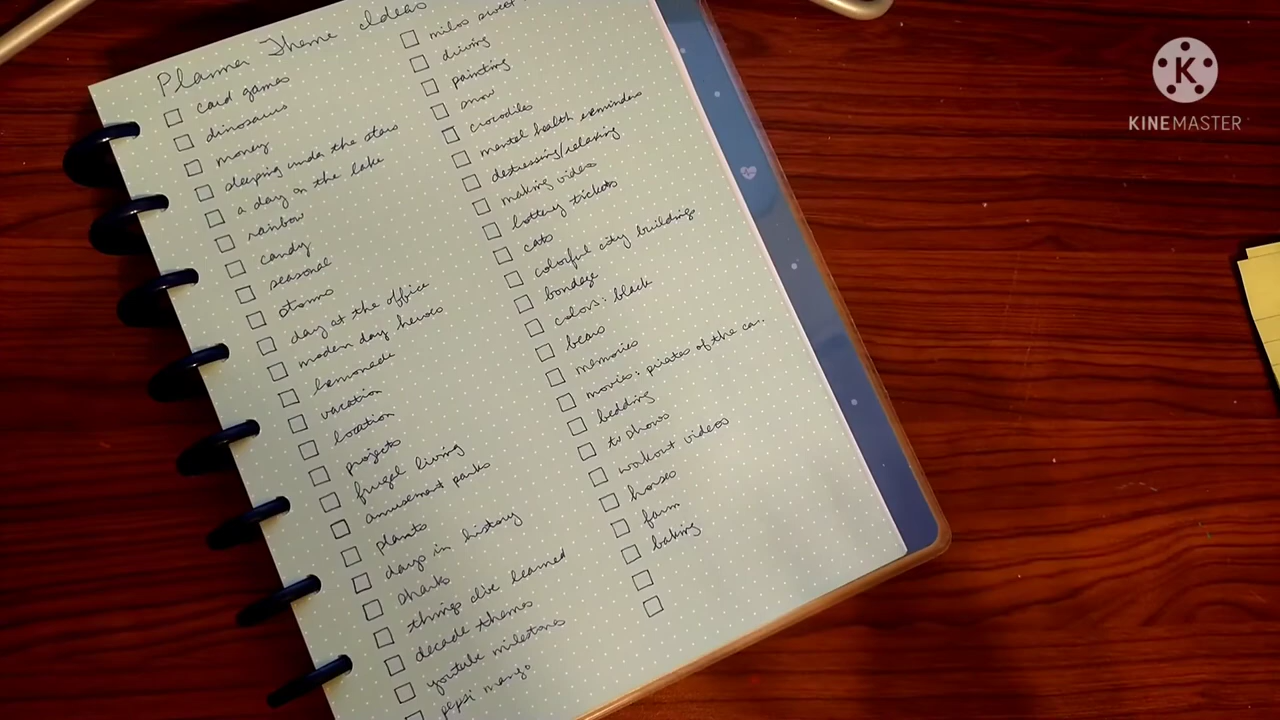 Planner Theme Ideas
card games
dinosaurs
money
sleeping under the stars
a day on the lake
rainbow
candy
seasonal
storms
day at the office
modern day heroes
lemonade
vacation
location
projects
frugal living
amusement parks
plants
days in history
sharks
things I've learned
decade themes
youtube milestones
pepsi mango
milos sweet
driving
painting
snow
crocodiles
mental health reminders
destressing/relaxing
making videos
lottery tickets
cats
colorful city buildings
bondage
colors: black
bears
memories
movies: pirates of the ca..
bedding
tv shows
workout videos
horses
farm
baking
KINEMASTER